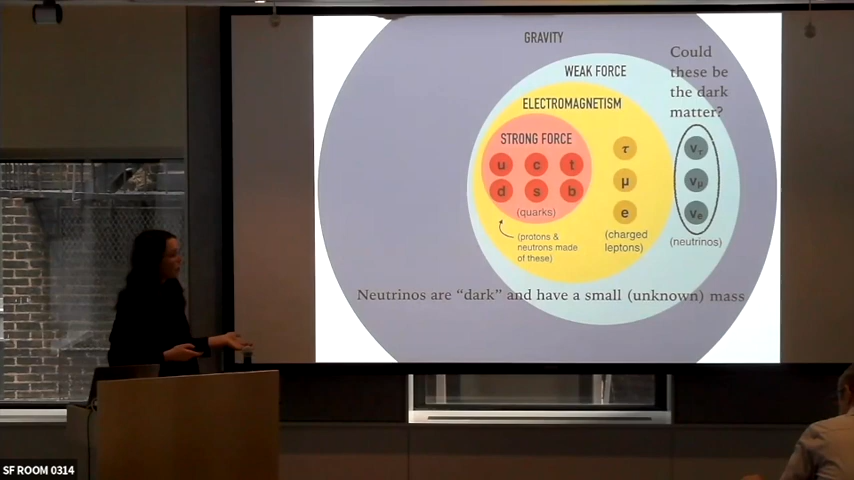 GRAVITY
Could
these be
the dark
matter?
WEAK FORCE
ELECTROMAGNETISM
STRONG FORCE
u c t
d s b
(quarks)
(protons &
neutrons made
of these)
τ
μ
e
(charged
leptons)
ντ
νμ
νe
(neutrinos)
Neutrinos are “dark” and have a small (unknown) mass
SF ROOM 0314